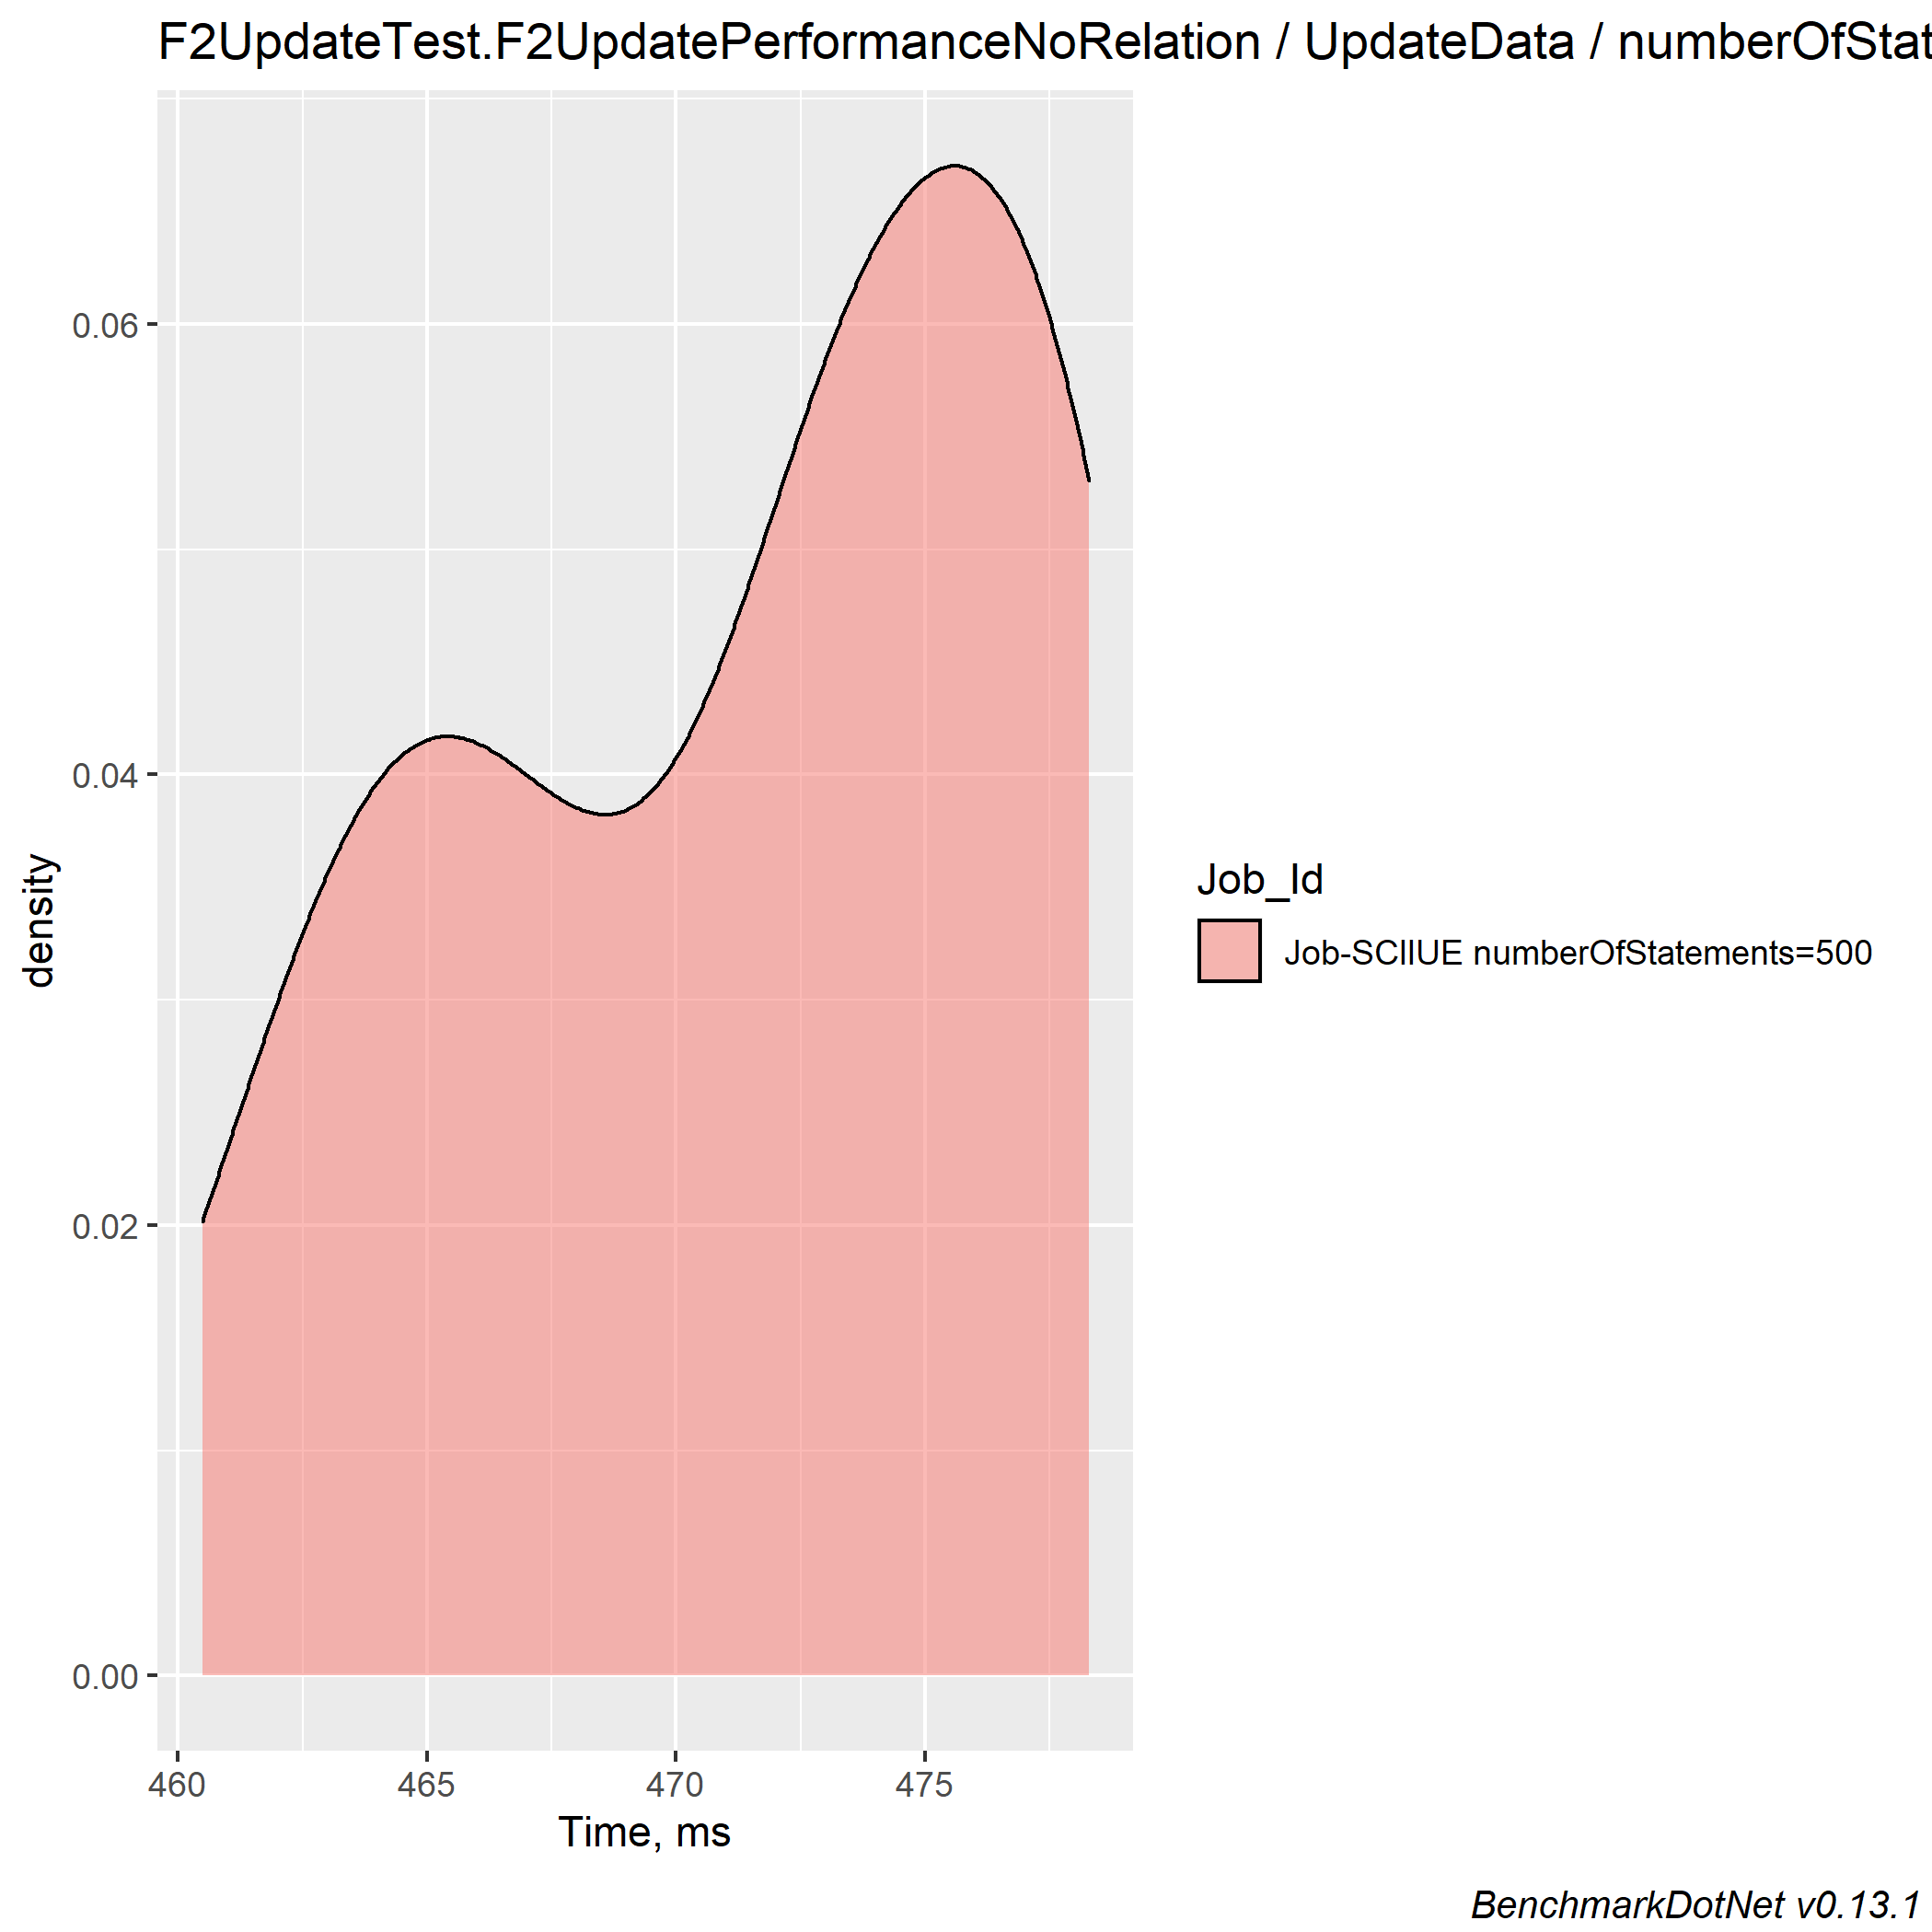 F2UpdateTest.F2UpdatePerformanceNoRelation / UpdateData / numberOfStat
0.06
0.04
0.02
0.00
density
460 465 470 475
Time, ms
Job_Id
Job-SCIIUE numberOfStatements=500
BenchmarkDotNet v0.13.1